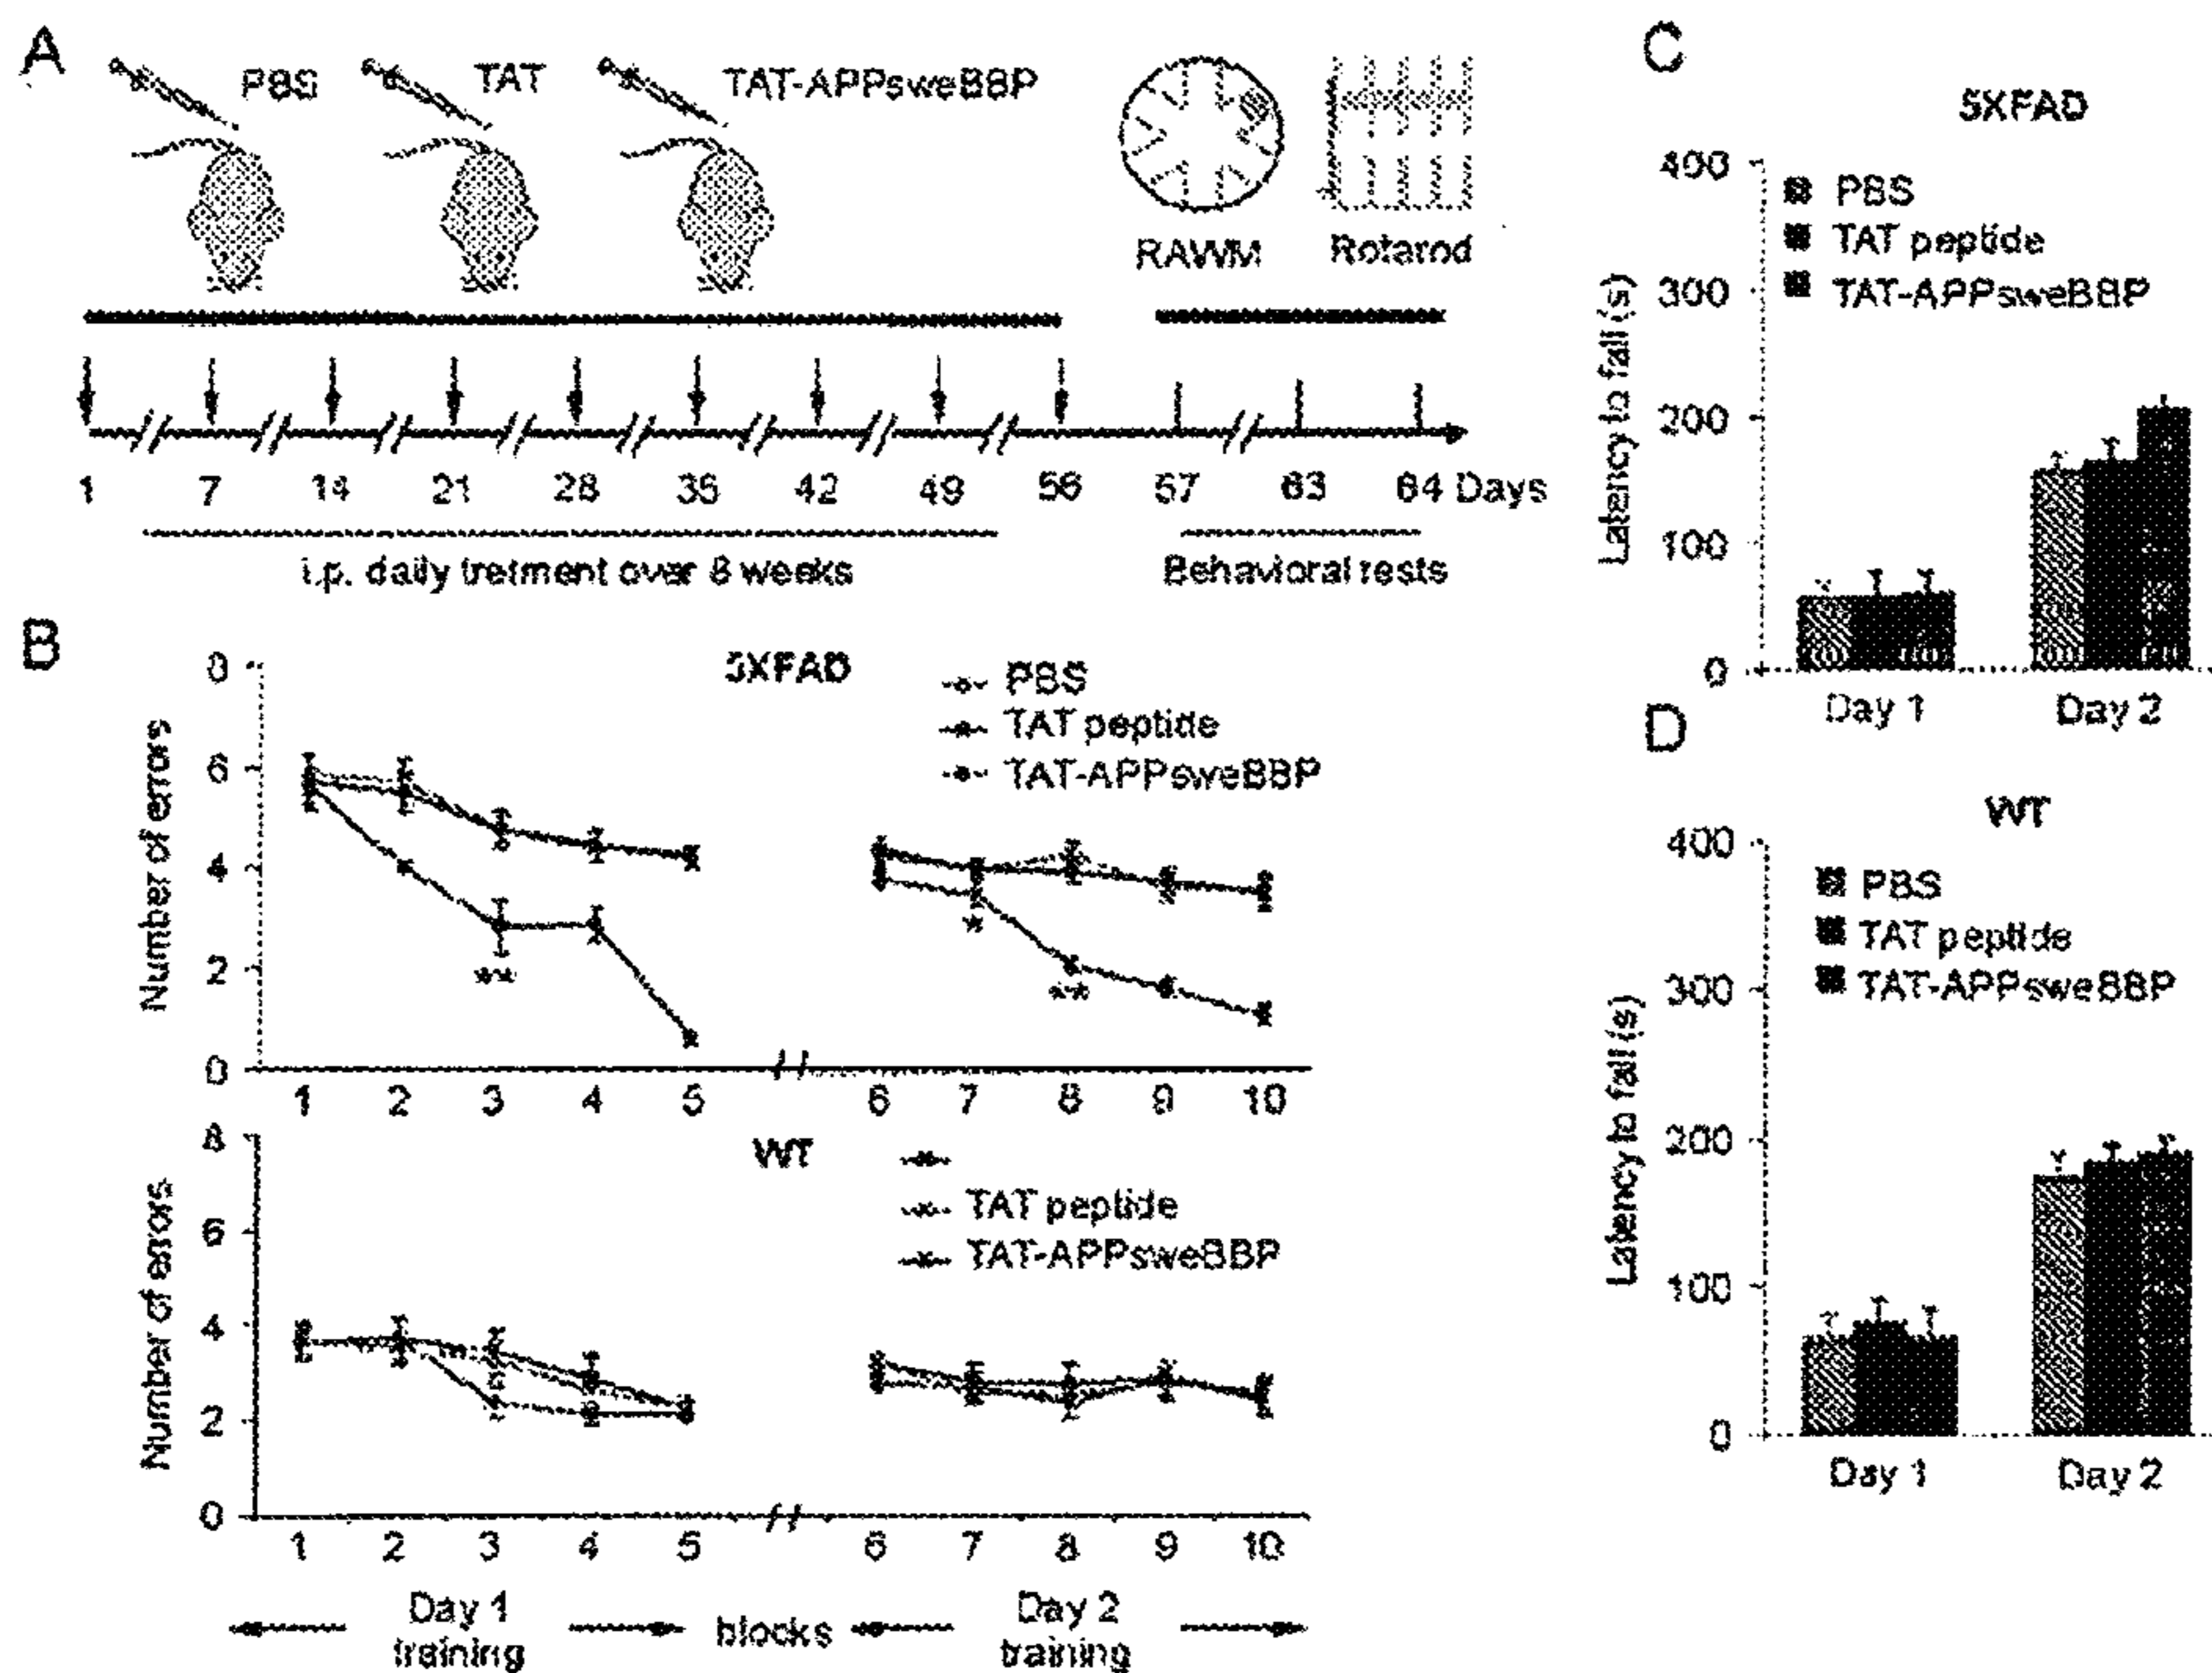 A
PBS
TAT
TAT-APPsweBBP
RAWM
Rotarod
1 7 14 21 28 35 42 49 56 57 63 64 Days
i.p. daily tretment over 8 weeks
Behavioral tests
B
5XFAD
PBS
TAT peptide
TAT-APPsweBBP
Number of errors
8
6
4
2
0
1 2 3 4 5 6 7 8 9 10
**
*
**
WT
TAT peptide
TAT-APPsweBBP
Number of errors
8
6
4
2
0
1 2 3 4 5 6 7 8 9 10
Day 1 training
blocks
Day 2 training
C
5XFAD
PBS
TAT peptide
TAT-APPsweBBP
Latency to fall (s)
400
300
200
100
0
Day 1
Day 2
D
WT
PBS
TAT peptide
TAT-APPsweBBP
Latency to fall (s)
400
300
200
100
0
Day 1
Day 2